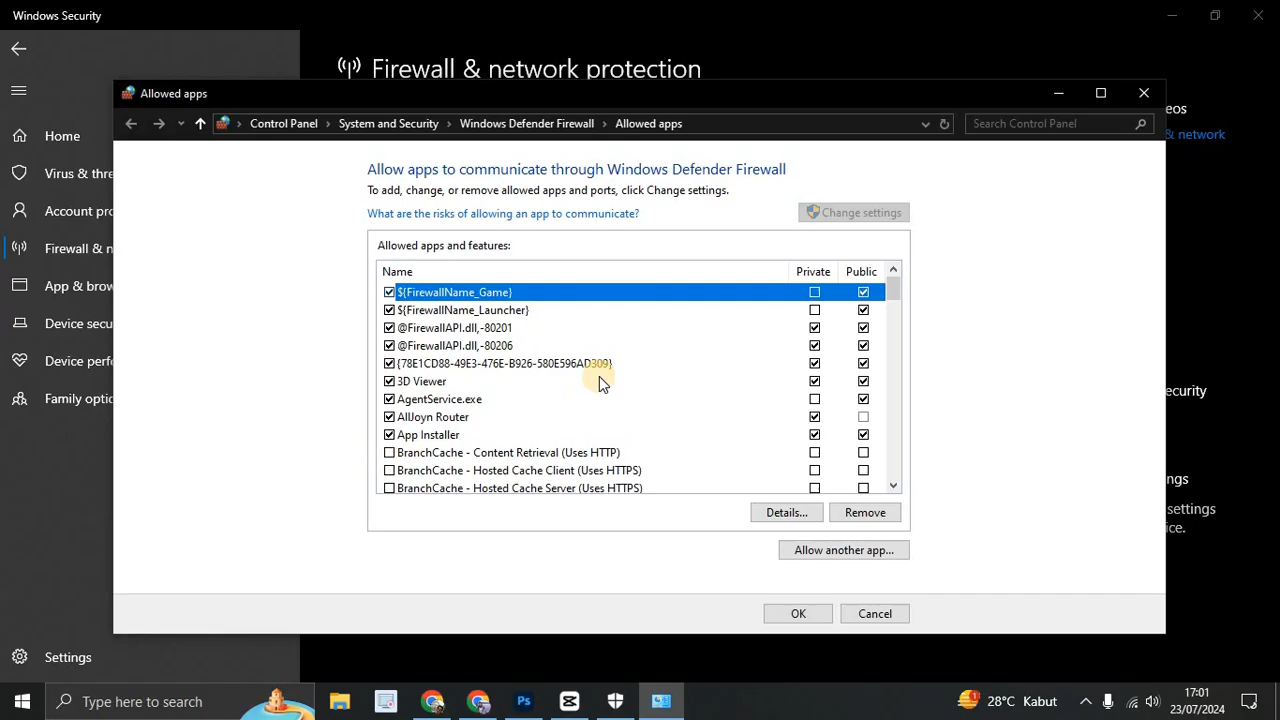 Windows Security
Firewall & network protection
Home
Virus & thre
Account pro
Firewall & n
App & brow
Device secu
Device perfo
Family optio
Settings
eos
& network
ecurity
ngs
settings
ce.
Allowed apps
Control Panel
System and Security
Windows Defender Firewall
Allowed apps
Search Control Panel
Allow apps to communicate through Windows Defender Firewall
To add, change, or remove allowed apps and ports, click Change settings.
What are the risks of allowing an app to communicate?
Change settings
Allowed apps and features:
Name Private Public
${FirewallName_Game}
${FirewallName_Launcher}
@FirewallAPI.dll,-80201
@FirewallAPI.dll,-80206
{78E1CD88-49E3-476E-B926-580E596AD309}
3D Viewer
AgentService.exe
AllJoyn Router
App Installer
BranchCache - Content Retrieval (Uses HTTP)
BranchCache - Hosted Cache Client (Uses HTTPS)
BranchCache - Hosted Cache Server (Uses HTTPS)
Details... Remove
Allow another app...
OK Cancel
Type here to search
Ps
28°C Kabut
17:01
23/07/2024